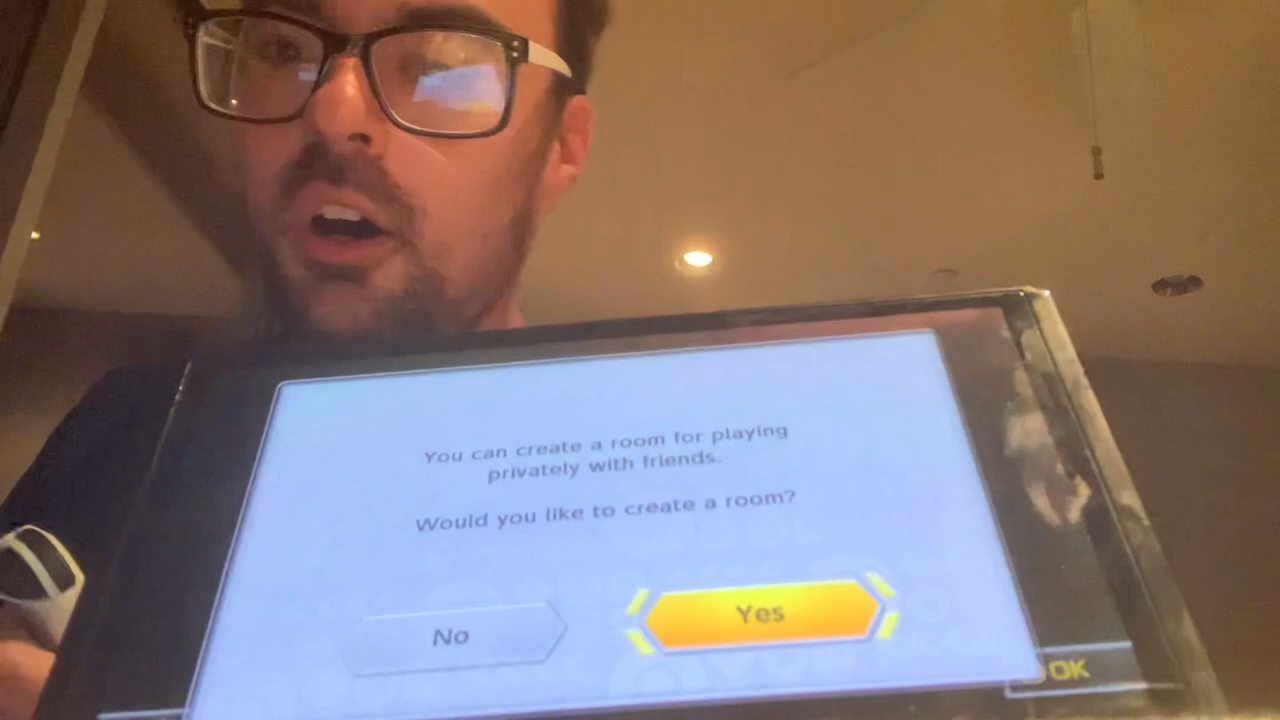 You can create a room for playing
privately with friends.
Would you like to create a room?
No
Yes
OK